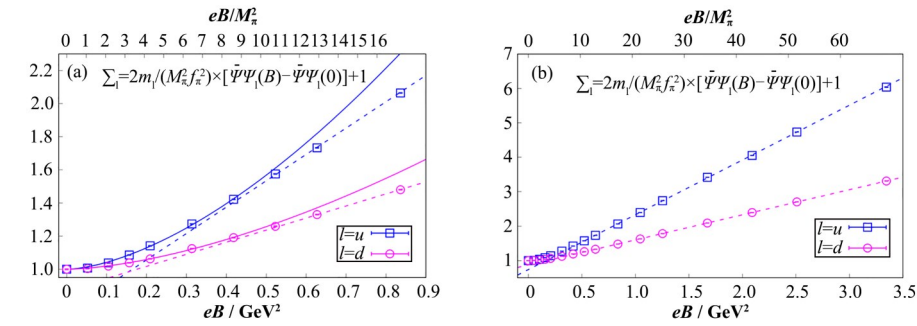 eB/M²π
0 1 2 3 4 5 6 7 8 9 10 11 12 13 14 15 16
2.2
2.0
1.8
1.6
1.4
1.2
1.0
(a) ∑ₗ=2mₗ/(M²πf²π)×[Ψ̄Ψₗ(B)−Ψ̄Ψₗ(0)]+1
l=u
l=d
0 0.1 0.2 0.3 0.4 0.5 0.6 0.7 0.8 0.9
eB / GeV²
eB/M²π
0 10 20 30 40 50 60
7
6
5
4
3
2
1
(b) ∑ₗ=2mₗ/(M²πf²π)×[Ψ̄Ψₗ(B)−Ψ̄Ψₗ(0)]+1
l=u
l=d
0 0.5 1.0 1.5 2.0 2.5 3.0 3.5
eB / GeV²